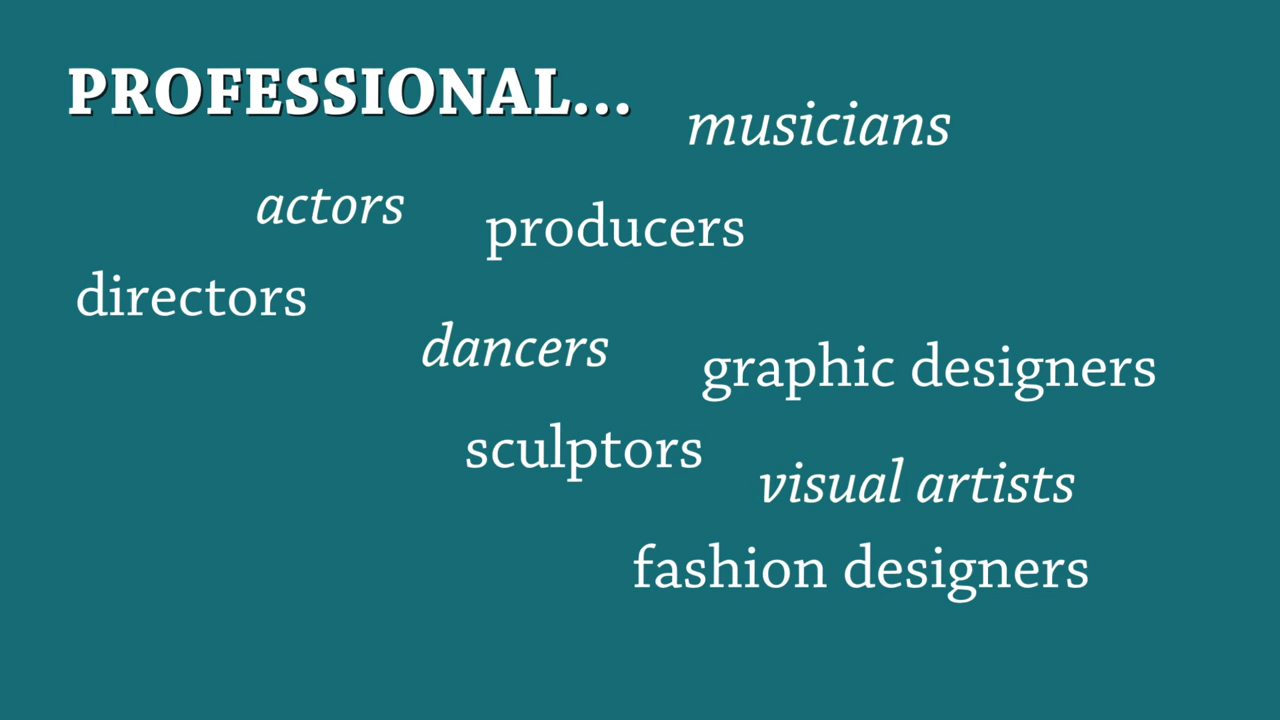 PROFESSIONAL...
musicians
actors
producers
directors
dancers
graphic designers
sculptors
visual artists
fashion designers